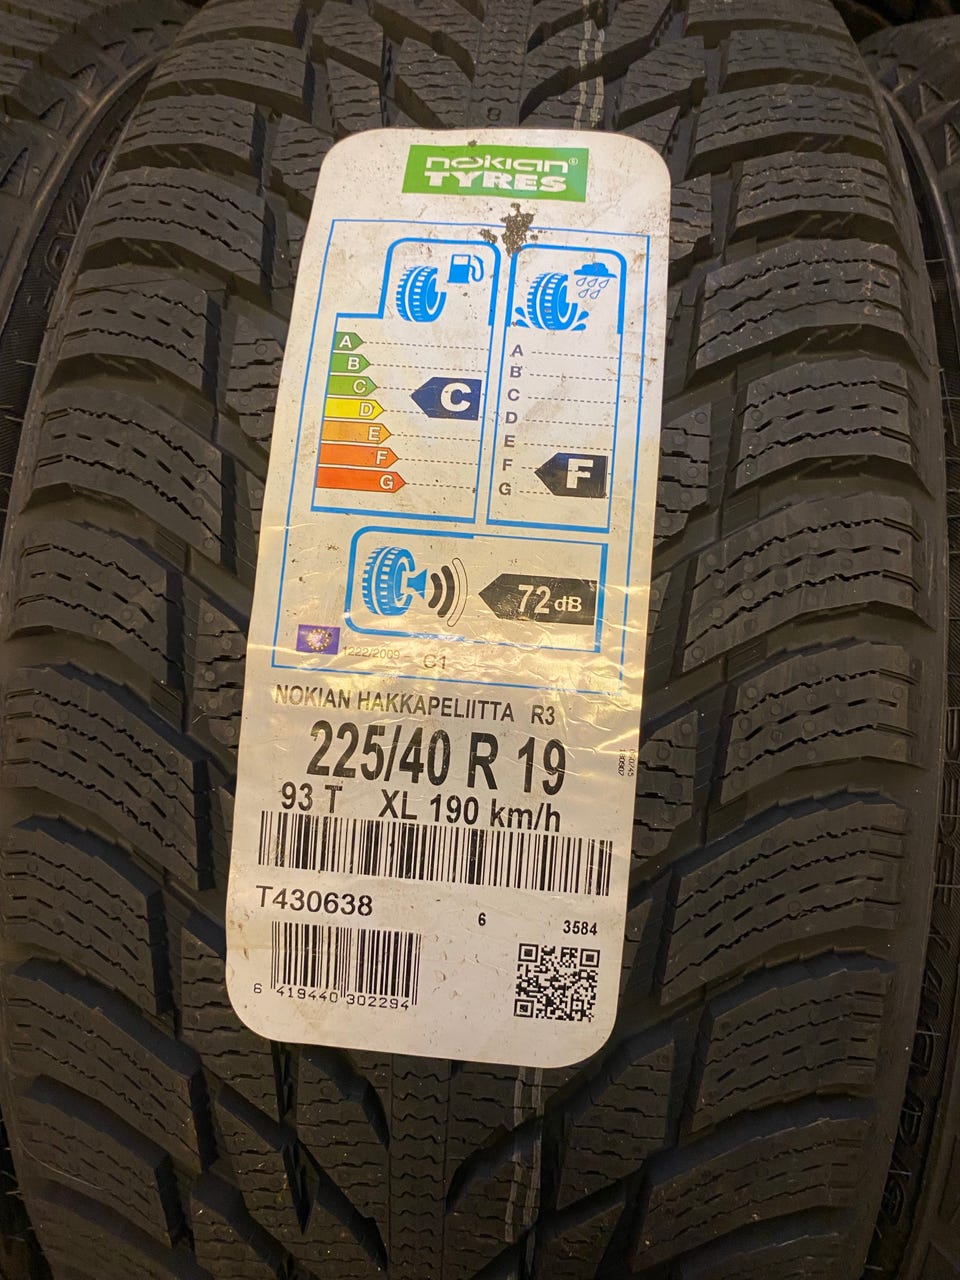 nokian®
TYRES
A
B
C
D
E
F
G
C
A
B
C
D
E
F
G
F
72 dB
1222/2009 C1
NOKIAN HAKKAPELIITTA R3
225/40 R 19
93 T XL 190 km/h
T430638
6 3584
6 419440 302294